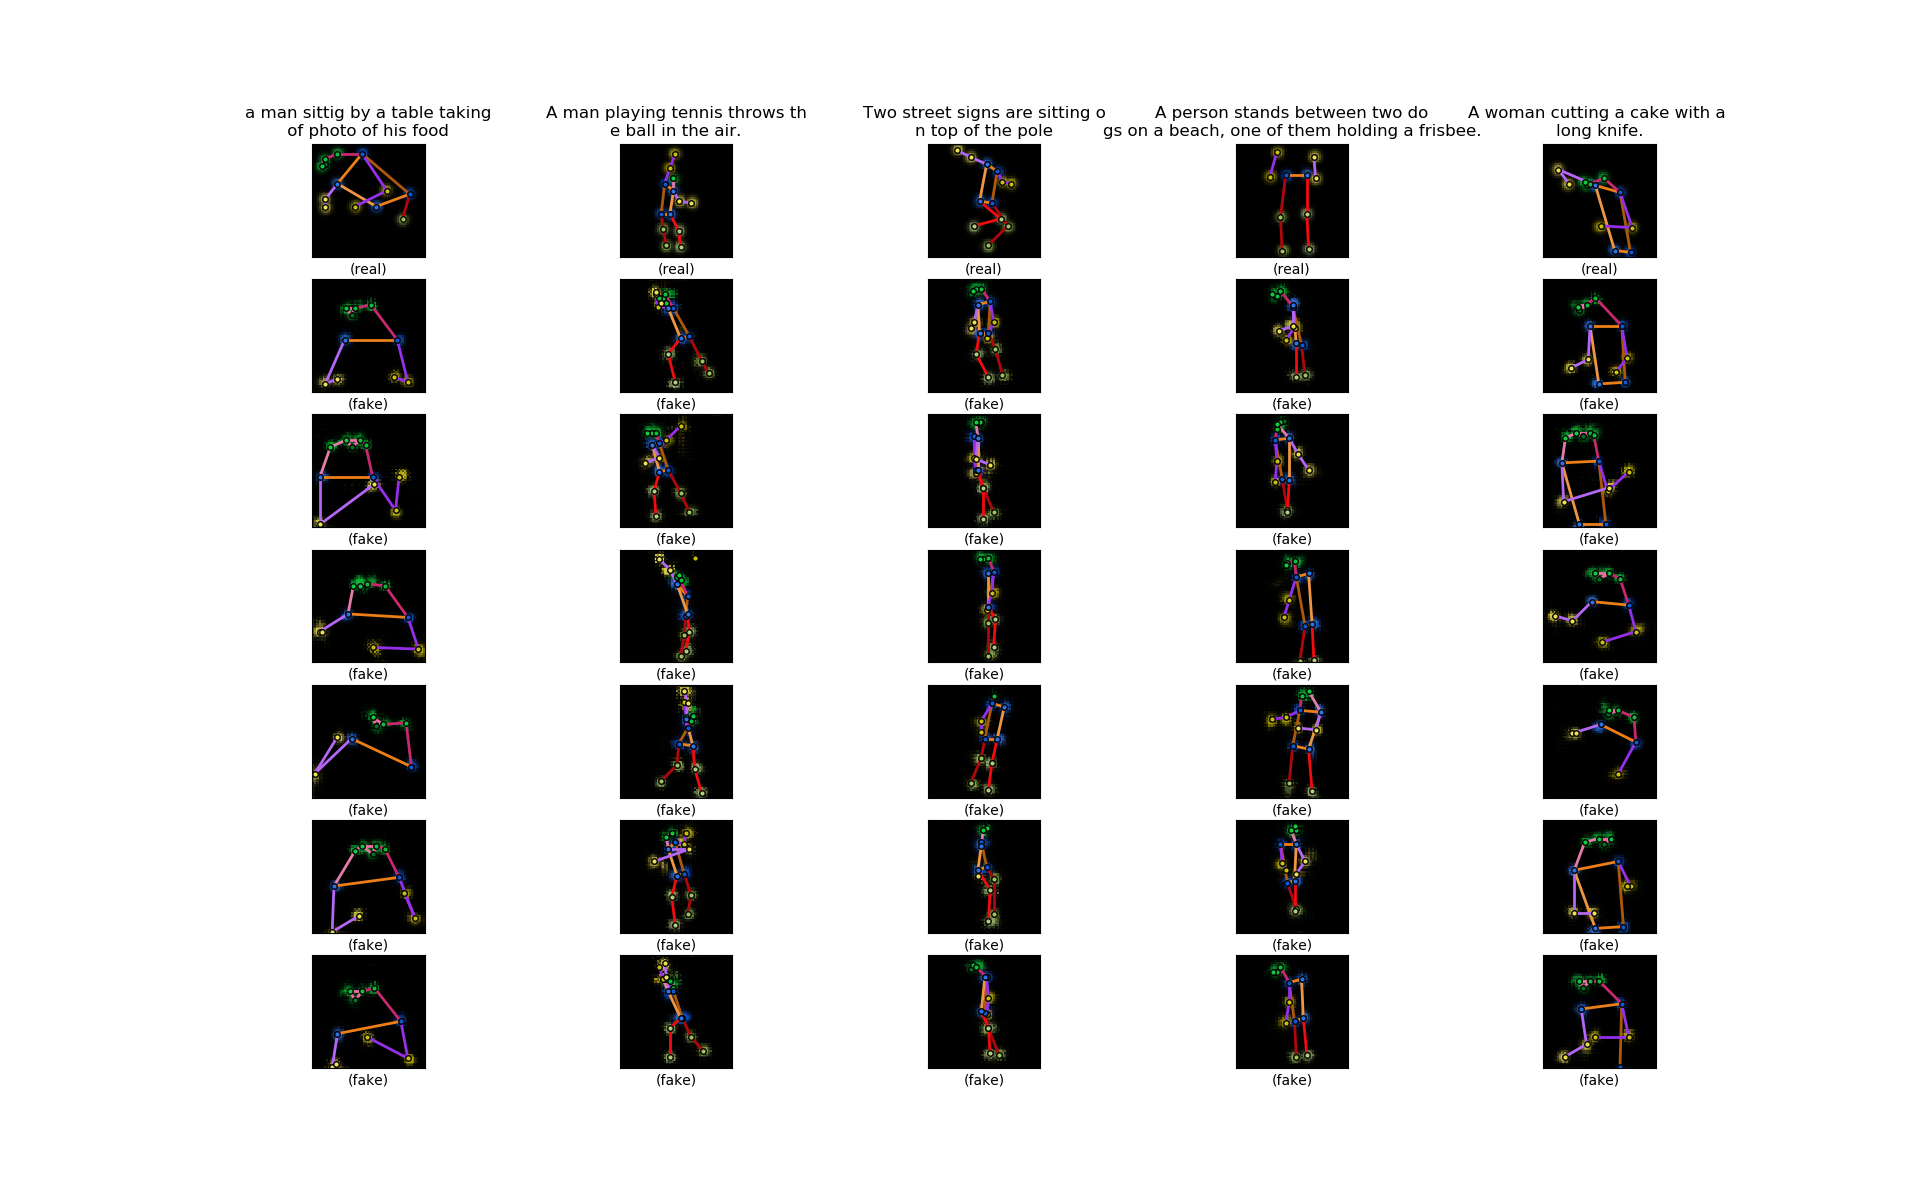 a man sittig by a table taking
of photo of his food
A man playing tennis throws th
e ball in the air.
Two street signs are sitting o
n top of the pole
A person stands between two do
gs on a beach, one of them holding a frisbee.
A woman cutting a cake with a
long knife.
(real) (real) (real) (real) (real)
(fake) (fake) (fake) (fake) (fake)
(fake) (fake) (fake) (fake) (fake)
(fake) (fake) (fake) (fake) (fake)
(fake) (fake) (fake) (fake) (fake)
(fake) (fake) (fake) (fake) (fake)
(fake) (fake) (fake) (fake) (fake)